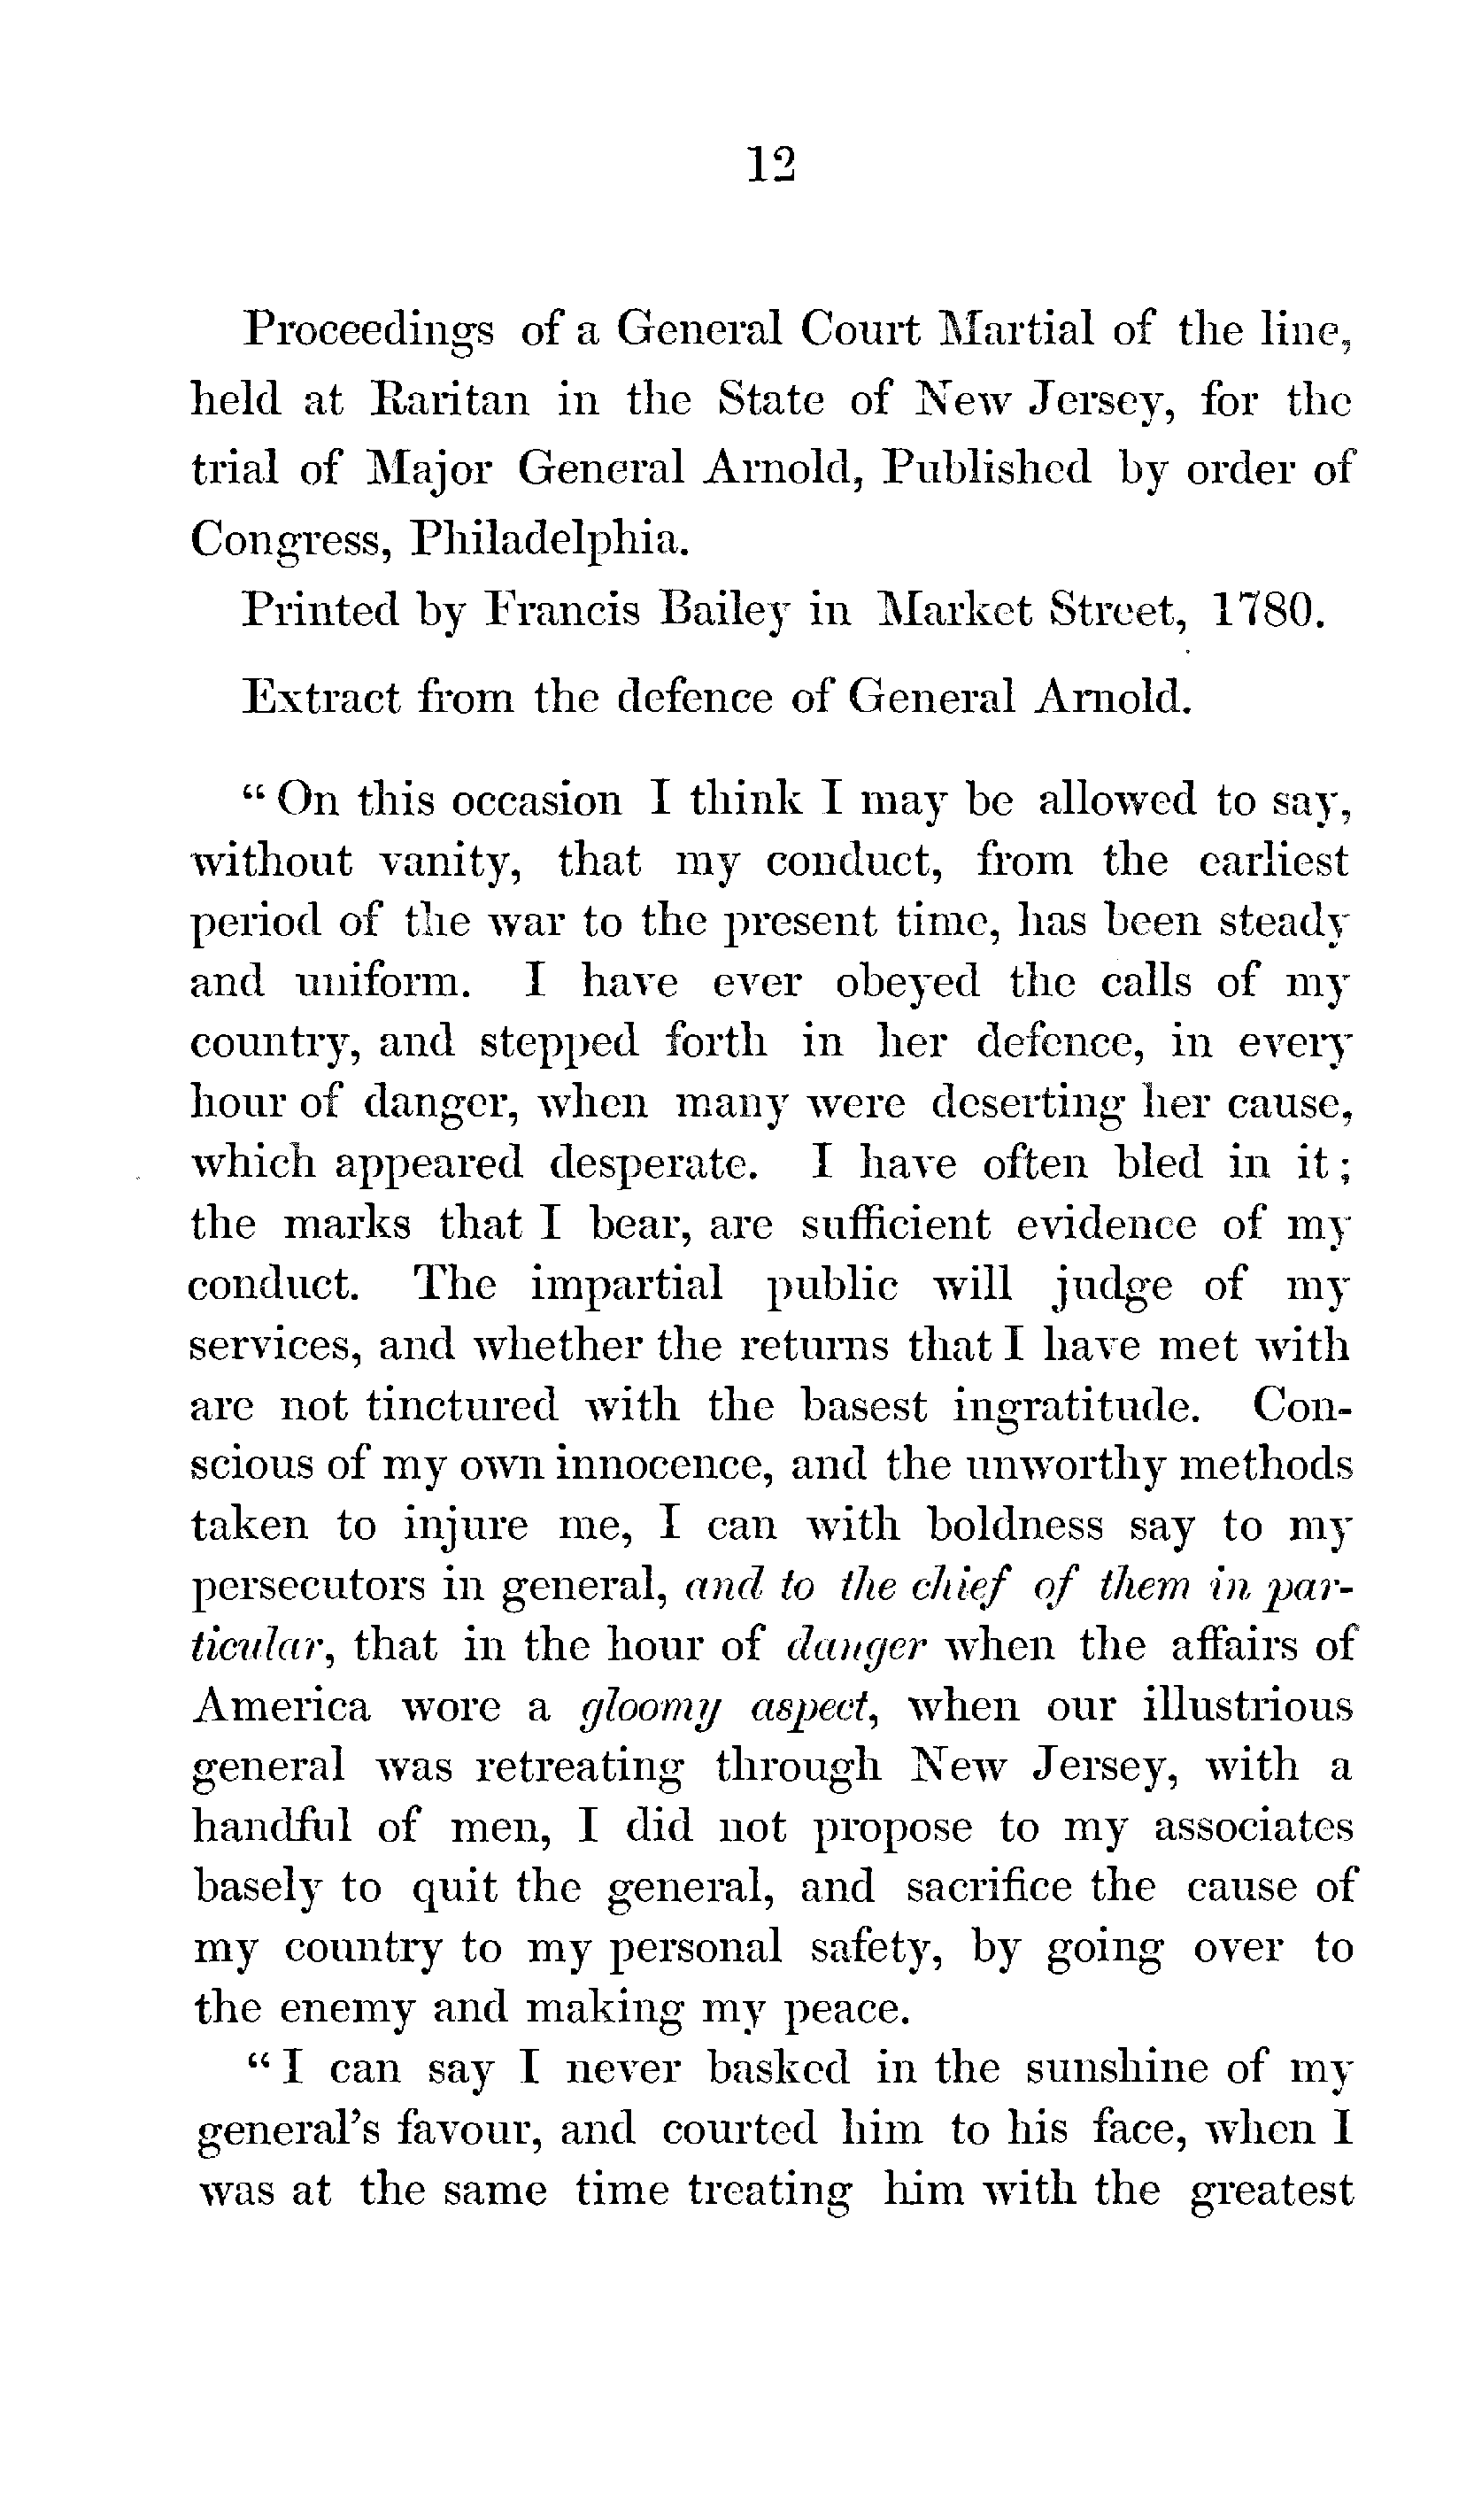 12
Proceedings of a General Court Martial of the line,
held at Raritan in the State of New Jersey, for the
trial of Major General Arnold, Published by order of
Congress, Philadelphia.
Printed by Francis Bailey in Market Street, 1780.
Extract from the defence of General Arnold.
“ On this occasion I think I may be allowed to say,
without vanity, that my conduct, from the earliest
period of the war to the present time, has been steady
and uniform. I have ever obeyed the calls of my
country, and stepped forth in her defence, in every
hour of danger, when many were deserting her cause,
which appeared desperate. I have often bled in it ;
the marks that I bear, are sufficient evidence of my
conduct. The impartial public will judge of my
services, and whether the returns that I have met with
are not tinctured with the basest ingratitude. Con-
scious of my own innocence, and the unworthy methods
taken to injure me, I can with boldness say to my
persecutors in general, and to the chief of them in par-
ticular, that in the hour of danger when the affairs of
America wore a gloomy aspect, when our illustrious
general was retreating through New Jersey, with a
handful of men, I did not propose to my associates
basely to quit the general, and sacrifice the cause of
my country to my personal safety, by going over to
the enemy and making my peace.
“ I can say I never basked in the sunshine of my
general’s favour, and courted him to his face, when I
was at the same time treating him with the greatest